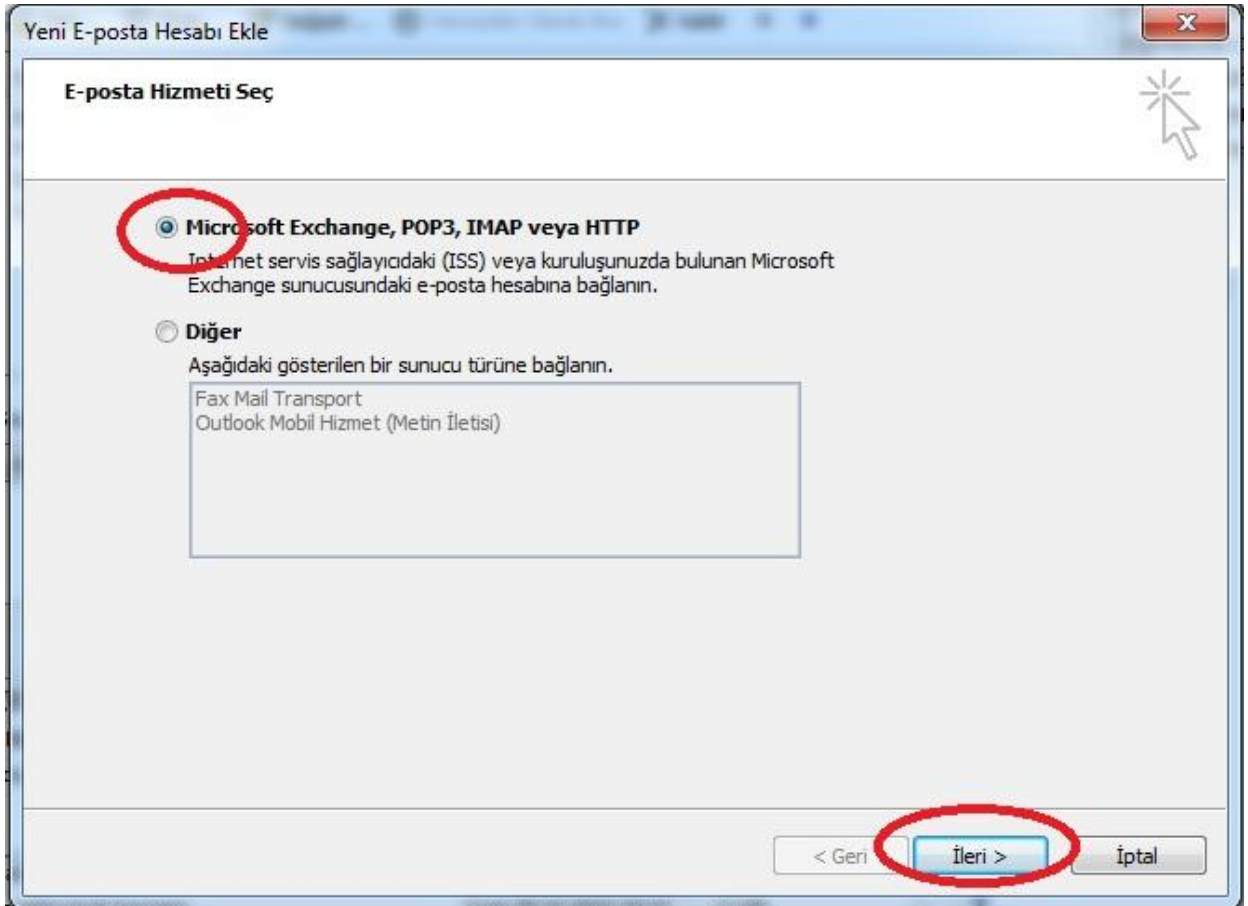 Yeni E-posta Hesabı Ekle
E-posta Hizmeti Seç
Microsoft Exchange, POP3, IMAP veya HTTP
Internet servis sağlayıcıdaki (ISS) veya kuruluşunuzda bulunan Microsoft
Exchange sunucusundaki e-posta hesabına bağlanın.
Diğer
Aşağıdaki gösterilen bir sunucu türüne bağlanın.
Fax Mail Transport
Outlook Mobil Hizmet (Metin İletisi)
< Geri
İleri >
İptal